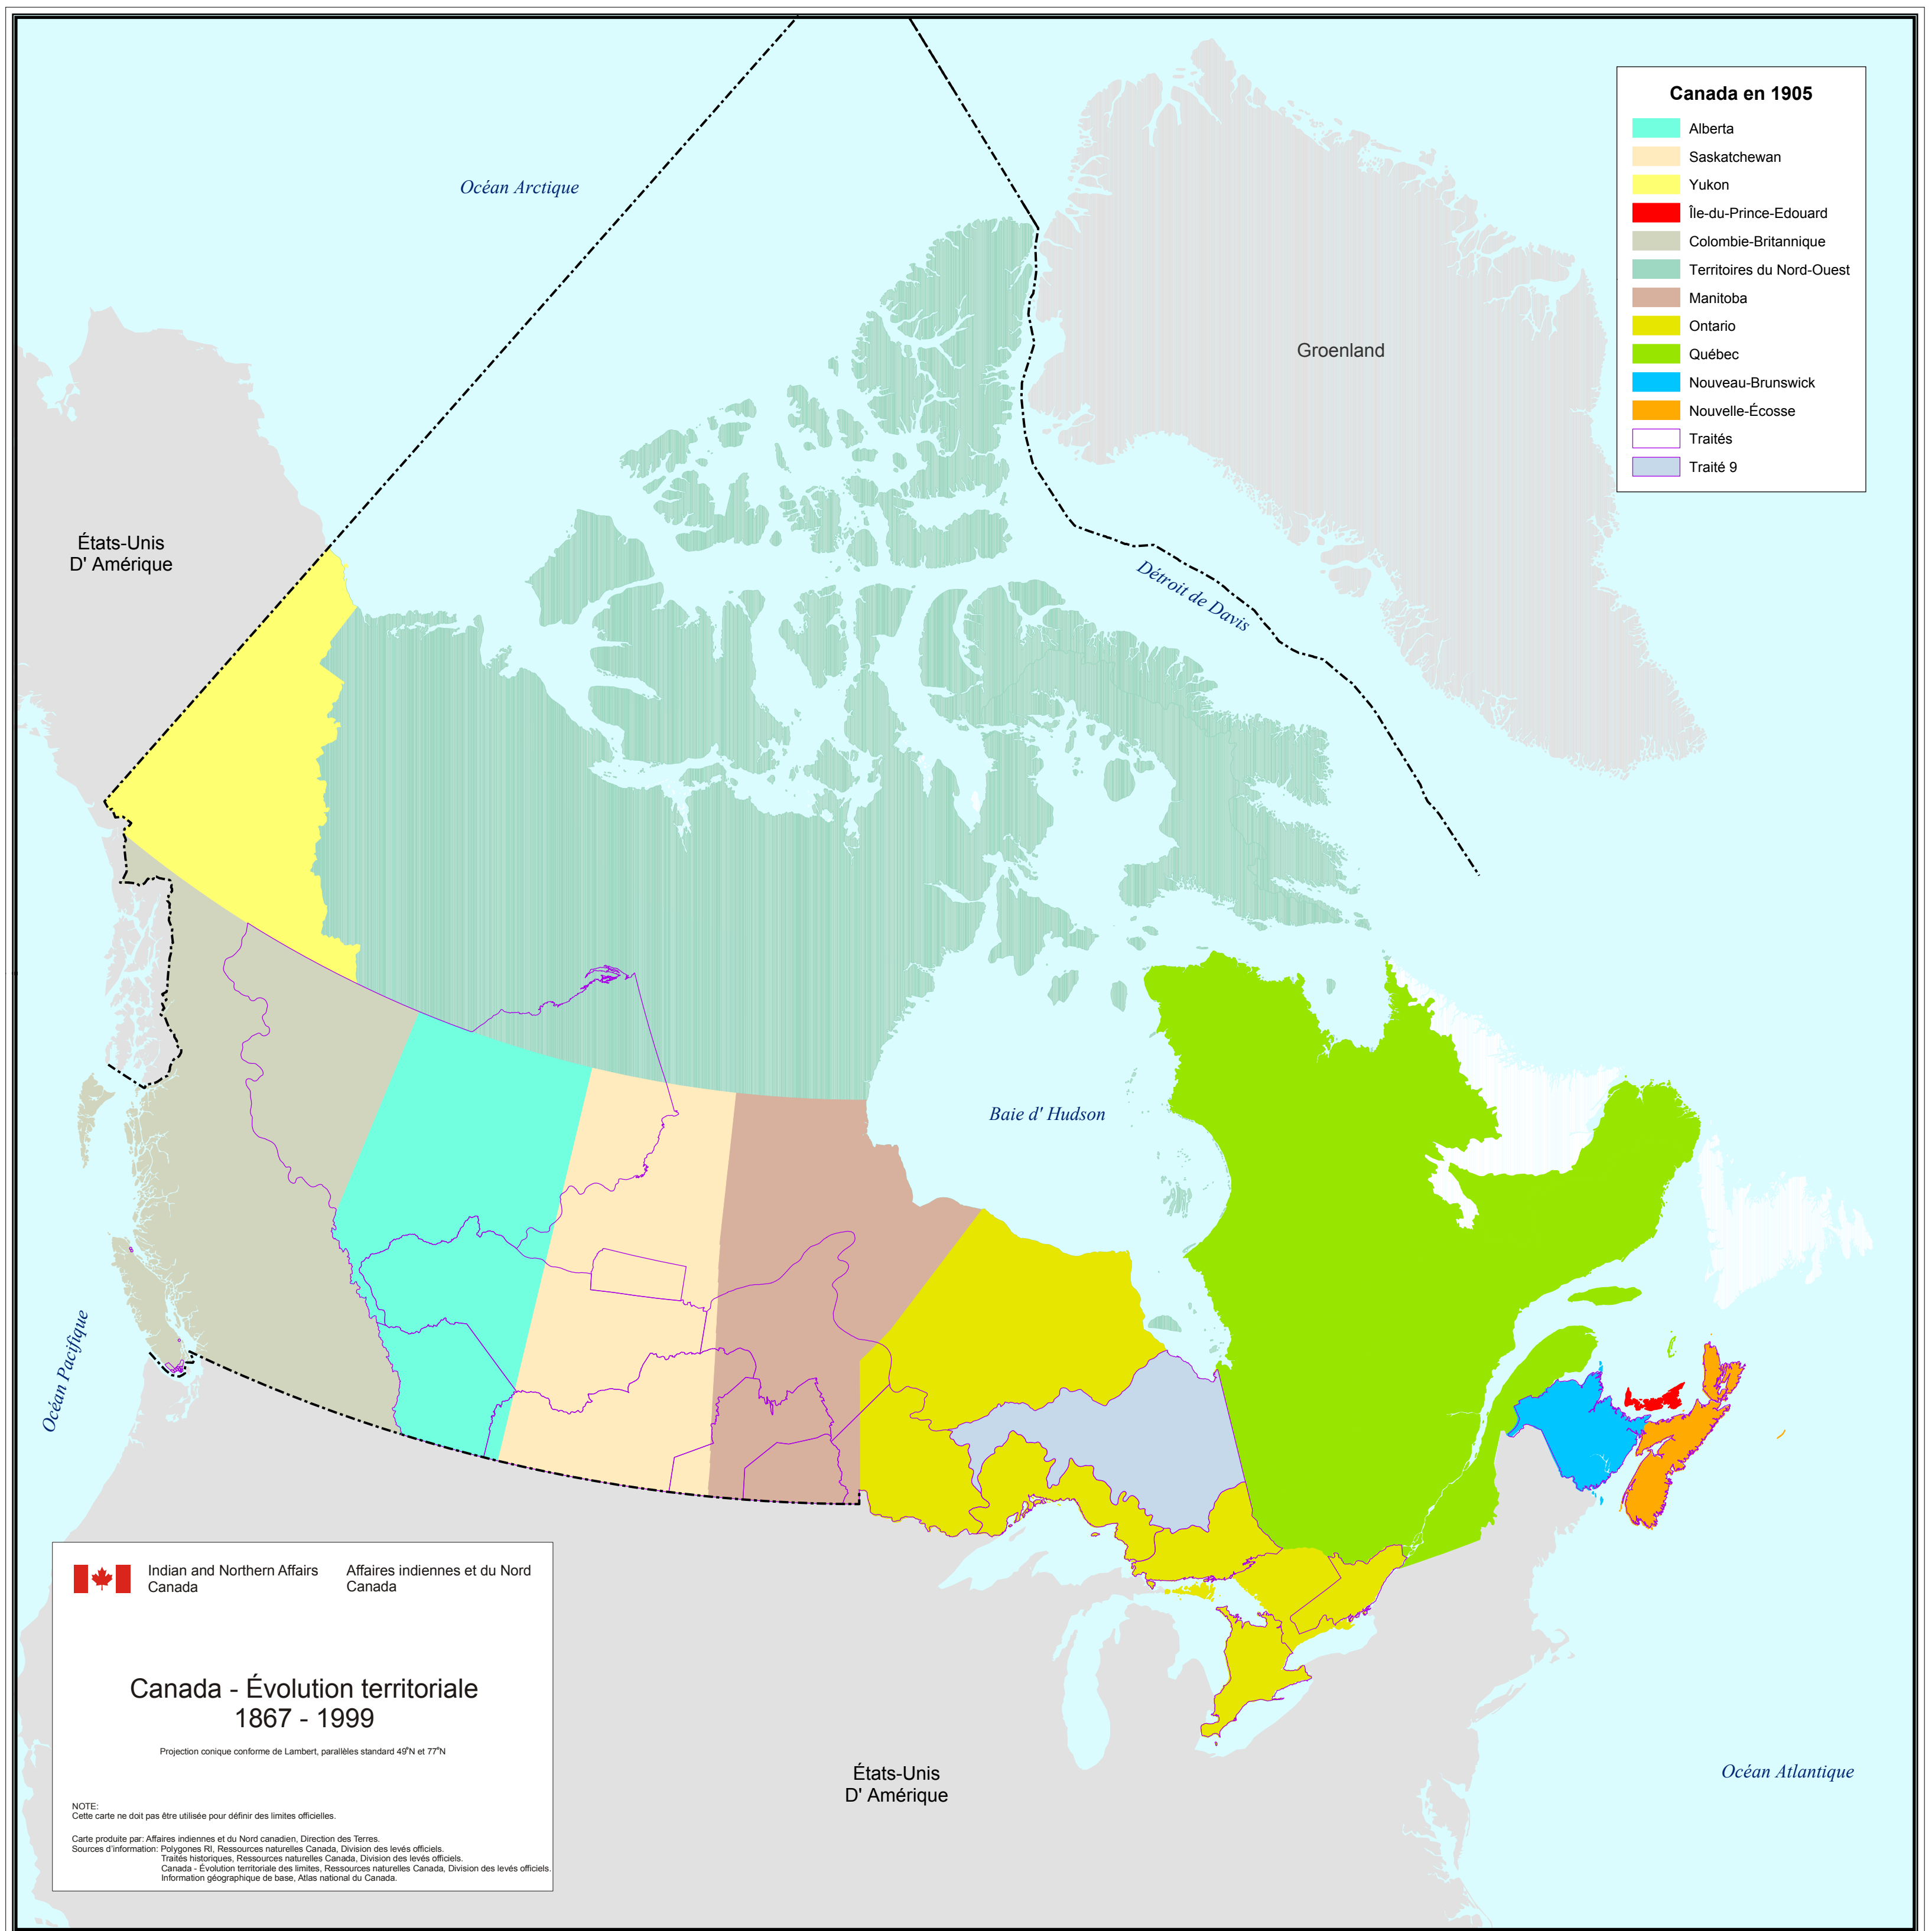 Canada en 1905
Alberta
Saskatchewan
Yukon
Île-du-Prince-Edouard
Colombie-Britannique
Territoires du Nord-Ouest
Manitoba
Ontario
Québec
Nouveau-Brunswick
Nouvelle-Écosse
Traités
Traité 9
Océan Arctique
Groenland
États-Unis
D' Amérique
Détroit de Davis
Baie d' Hudson
Océan Pacifique
États-Unis
D' Amérique
Océan Atlantique
Indian and Northern Affairs
Canada
Affaires indiennes et du Nord
Canada
Canada - Évolution territoriale
1867 - 1999
Projection conique conforme de Lambert, parallèles standard 49°N et 77°N
NOTE:
Cette carte ne doit pas être utilisée pour définir des limites officielles.
Carte produite par: Affaires indiennes et du Nord canadien, Direction des Terres.
Sources d'information: Polygones RI, Ressources naturelles Canada, Division des levés officiels.
Traités historiques, Ressources naturelles Canada, Division des levés officiels.
Canada - Évolution territoriale des limites, Ressources naturelles Canada, Division des levés officiels.
Information géographique de base, Atlas national du Canada.